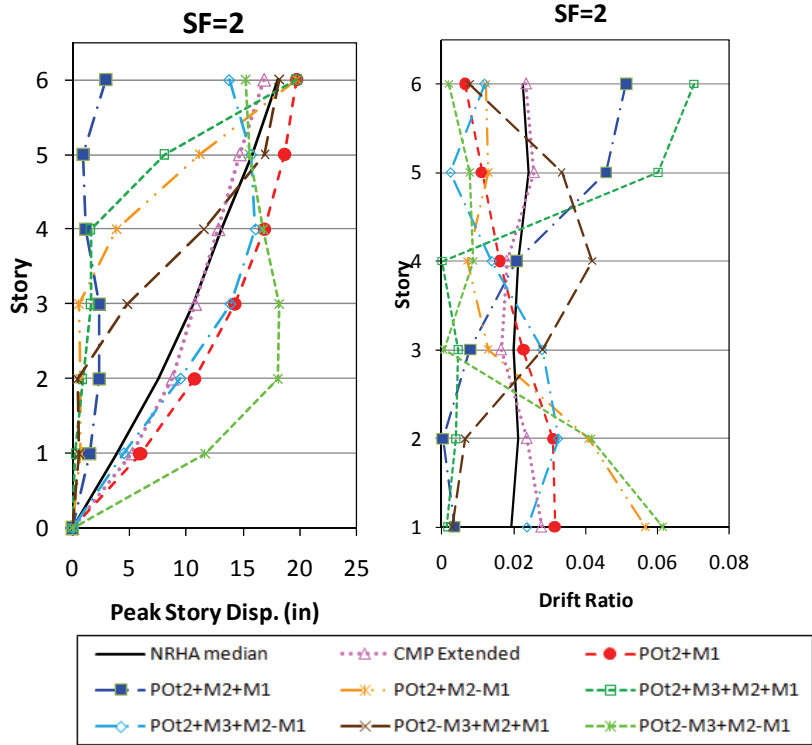 SF=2
6
5
4
3
2
1
0
Story
0 5 10 15 20 25
Peak Story Disp. (in)
SF=2
6
5
4
3
2
1
Story
0 0.02 0.04 0.06 0.08
Drift Ratio
NRHA median CMP Extended POt2+M1
POt2+M2+M1 POt2+M2-M1 POt2+M3+M2+M1
POt2+M3+M2-M1 POt2-M3+M2+M1 POt2-M3+M2-M1